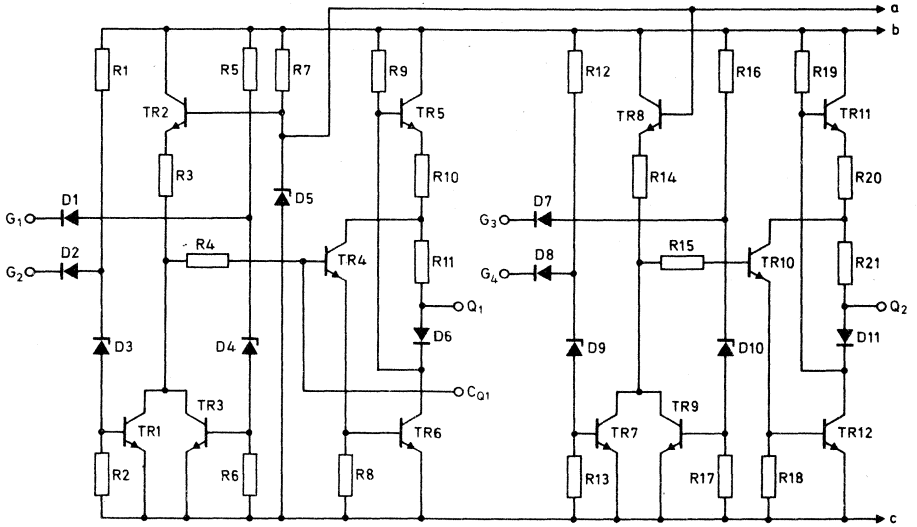 a
b
R1 R5 R7 R9 R12 R16 R19
TR2 TR5 TR8 TR11
R3 R10 R14 R20
D5
G1 D1 G3 D7
G2 D2 R4 TR4 R11 G4 D8 R15 TR10 R21
Q1 Q2
D3 D4 D6 D9 D10 D11
CQ1
TR1 TR3 TR6 TR7 TR9 TR12
R2 R6 R8 R13 R17 R18
c